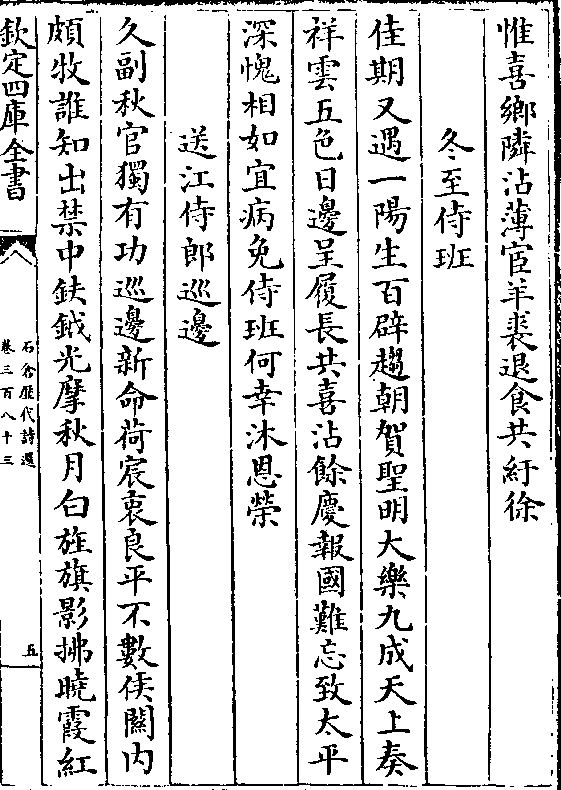 惟喜鄉隣沾薄宦羊裘退食共紆徐
冬至侍班
佳期又遇一陽生百辟趨朝賀聖明大樂九成天上奏
祥雲五色日邊呈履長共喜沾餘慶報國難忘致太平
深愧相如宜病免侍班何幸沐恩榮
送江侍郎巡邊
久副秋官獨有功巡邊新命荷宸衷良平不數侯關內
頗牧誰知出禁中鈇鉞光摩秋月白旌旗影拂曉霞紅
欽定四庫全書
石倉歷代詩選
卷三百八十三
五